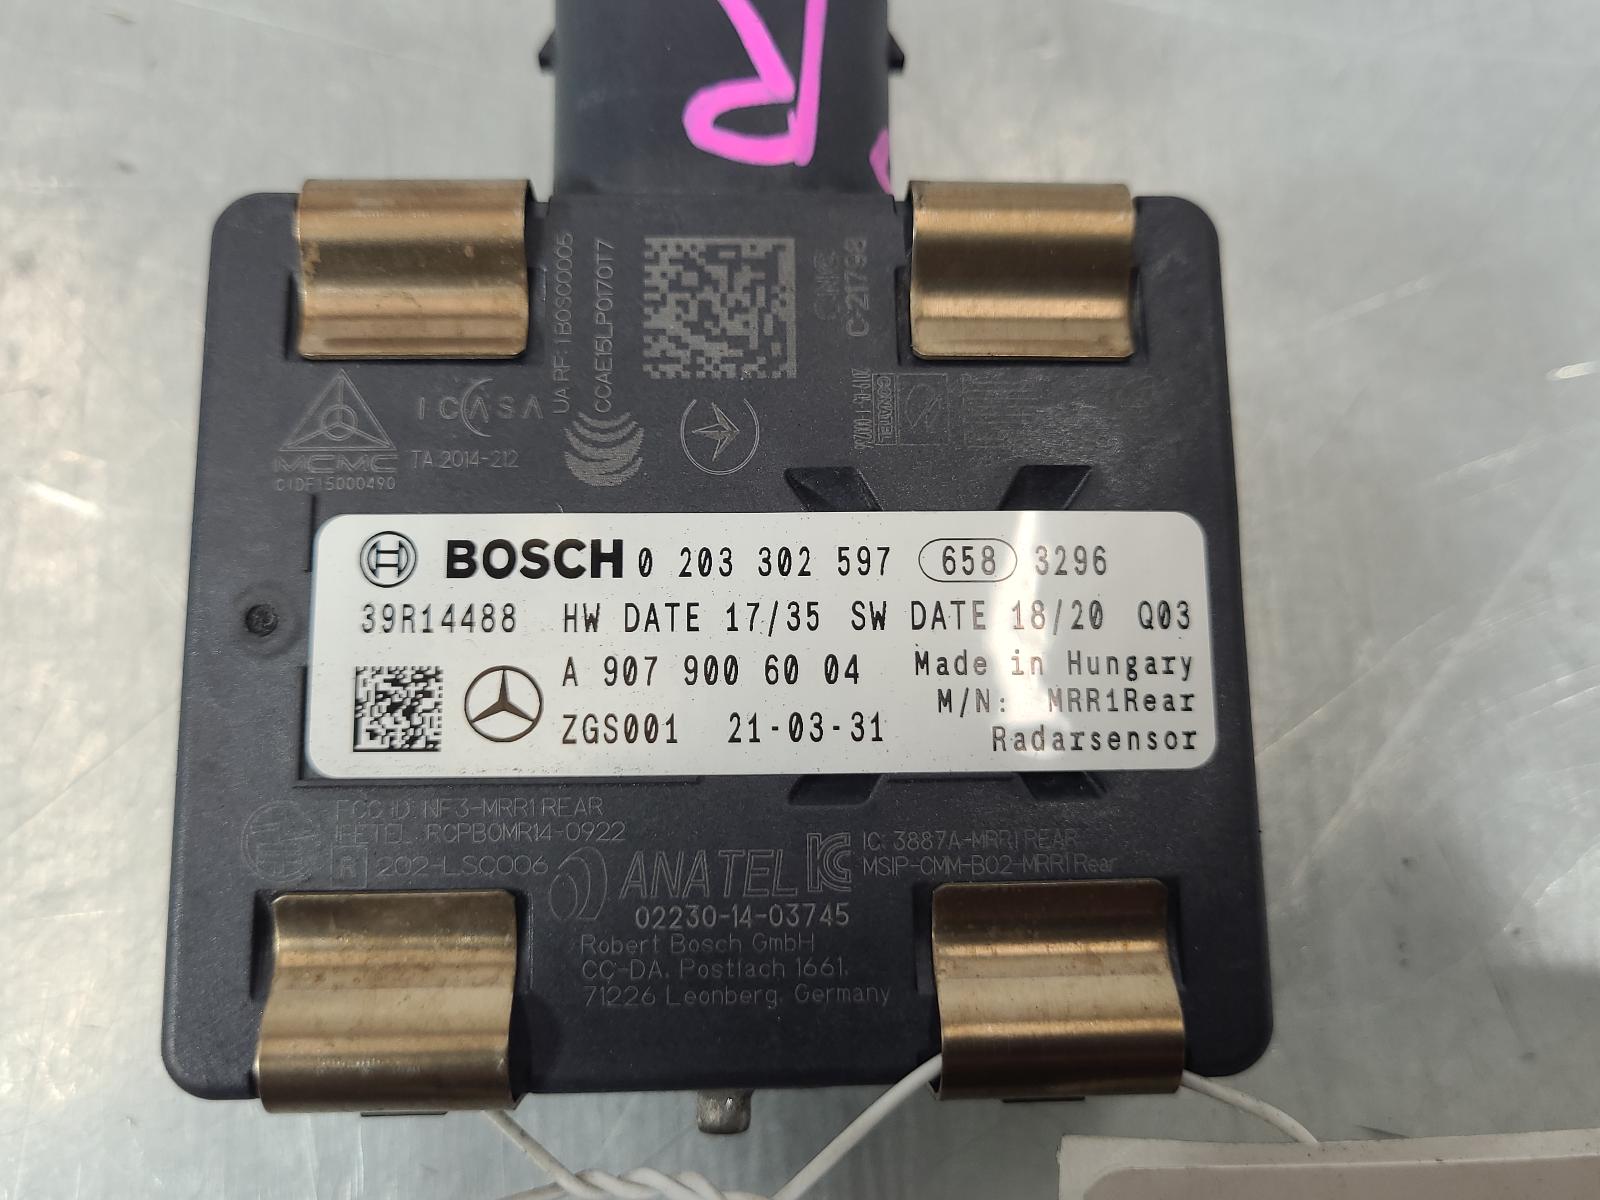 R
UA RF: 1BOSC0005
CCAE15LP0170T7
C-21798
ICASA
TA 2014-212
MCMC
CIDF15000490
CONATEL
BOSCH 0 203 302 597 658 3296
39R14488 HW DATE 17/35 SW DATE 18/20 Q03
A 907 900 60 04 Made in Hungary
M/N: MRR1Rear
ZGS001 21-03-31
Radarsensor
FCC ID: NF3-MRR1REAR
RCPBOMR14-0922
R 202-LSC006
ANATEL
02230-14-03745
IC: 3887A-MRR1REAR
MSIP-CMM-B02-MRR1Rear
Robert Bosch GmbH
CC-DA, Postfach 1661,
71226 Leonberg, Germany